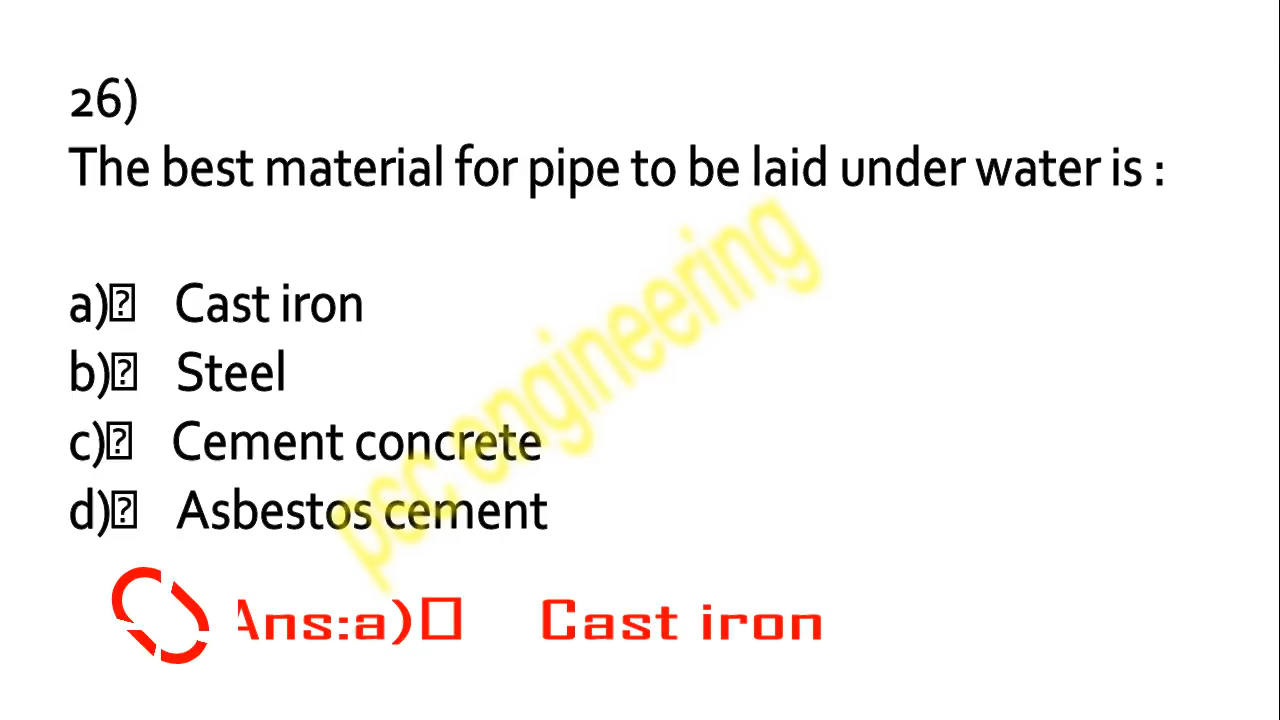 26)
The best material for pipe to be laid under water is :
a)⍰ Cast iron
b)⍰ Steel
c)⍰ Cement concrete
d)⍰ Asbestos cement
psc engineering
Ans:a)□ Cast iron